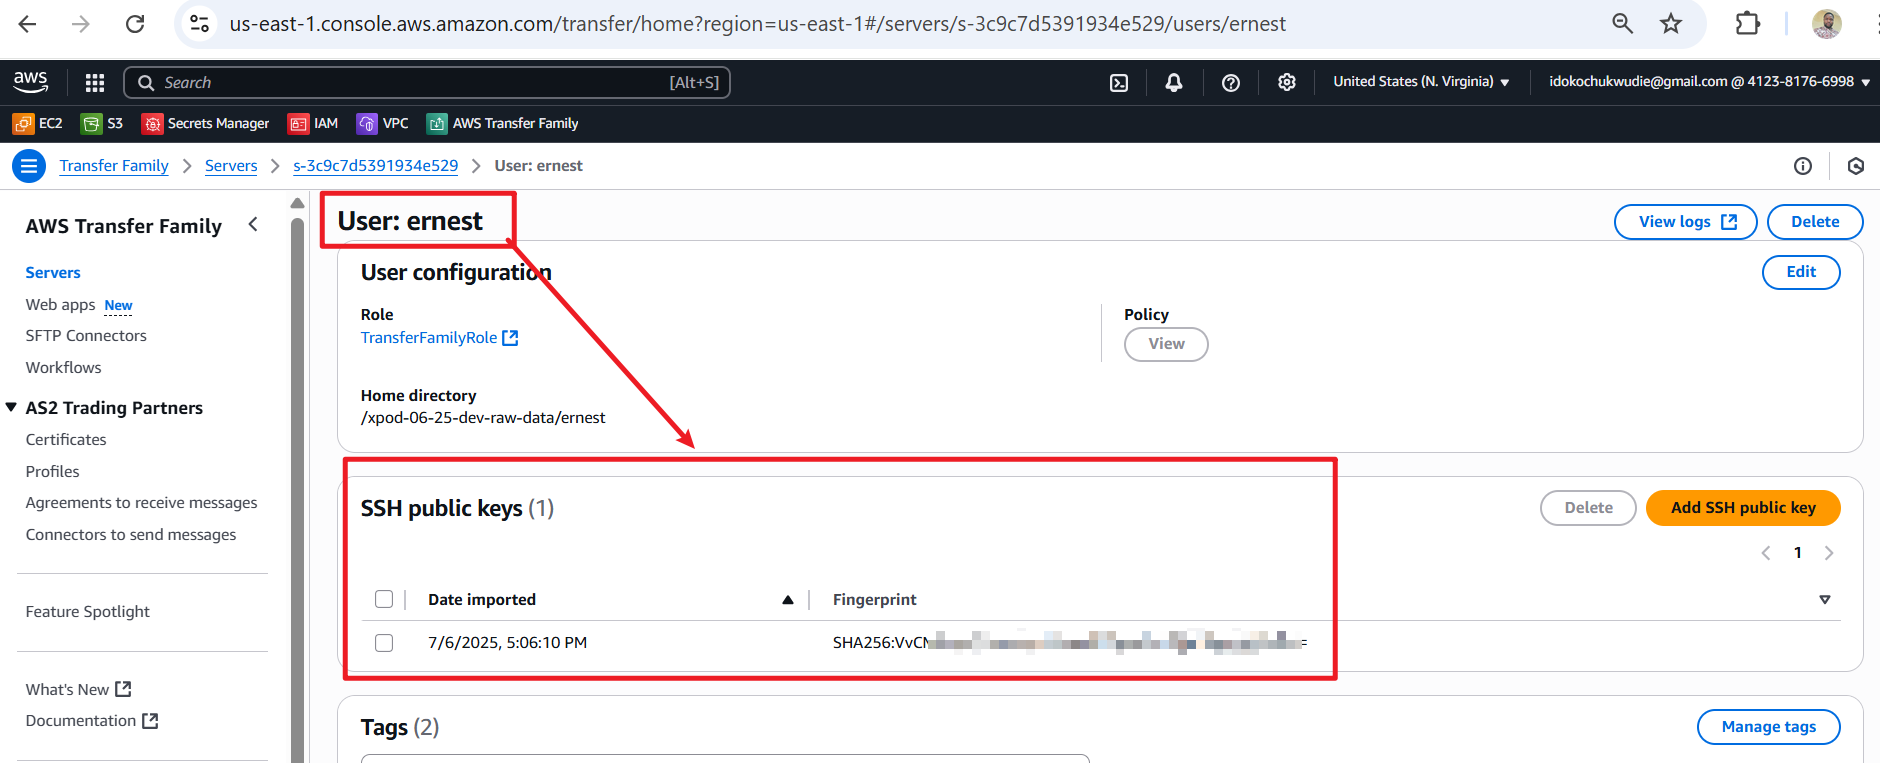 us-east-1.console.aws.amazon.com/transfer/home?region=us-east-1#/servers/s-3c9c7d5391934e529/users/ernest
aws
Search [Alt+S]
United States (N. Virginia)
idokochukwudie@gmail.com @ 4123-8176-6998
EC2 S3 Secrets Manager IAM VPC AWS Transfer Family
Transfer Family Servers s-3c9c7d5391934e529 User: ernest
AWS Transfer Family
Servers
Web apps New
SFTP Connectors
Workflows
AS2 Trading Partners
Certificates
Profiles
Agreements to receive messages
Connectors to send messages
Feature Spotlight
What's New
Documentation
User: ernest
View logs Delete
User configuration
Edit
Role
TransferFamilyRole
Policy
View
Home directory
/xpod-06-25-dev-raw-data/ernest
SSH public keys (1)
Delete Add SSH public key
1
Date imported Fingerprint
7/6/2025, 5:06:10 PM
Tags (2)
Manage tags